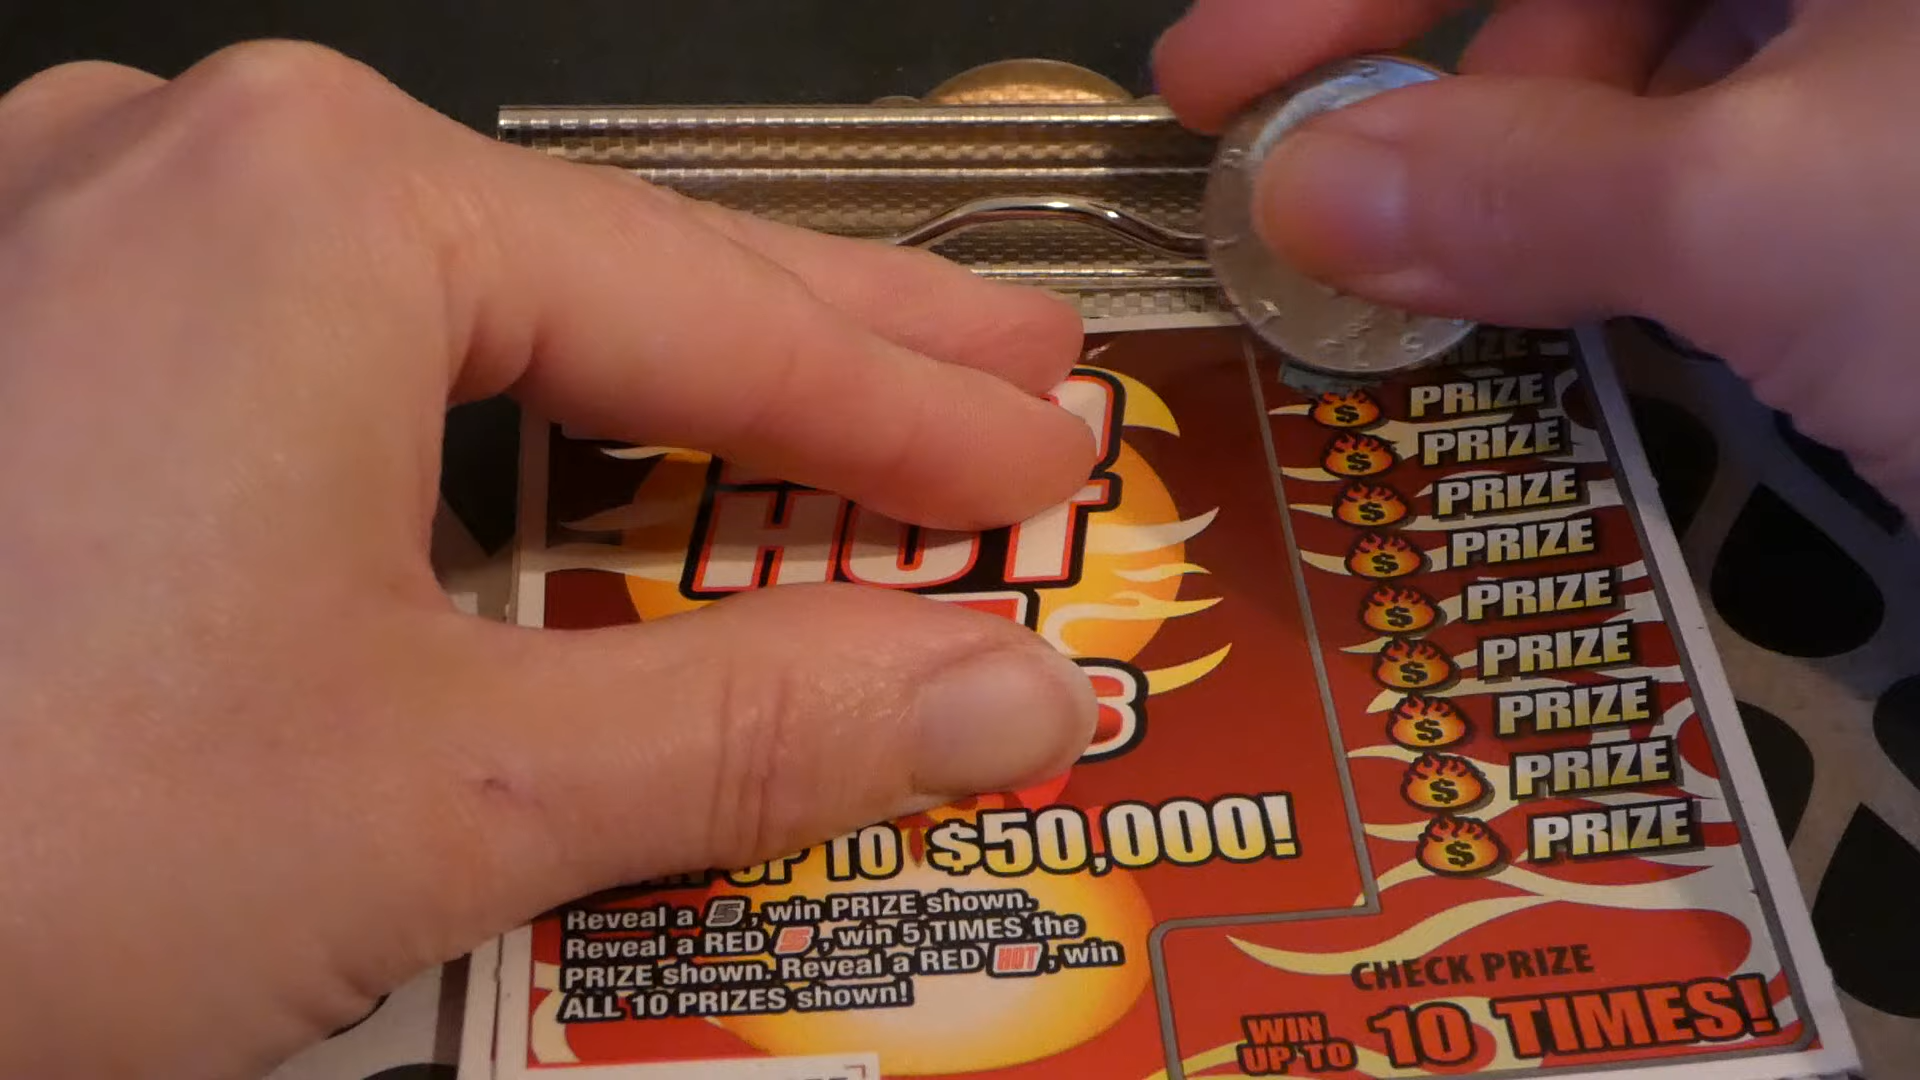 HOT
PRIZE
PRIZE
PRIZE
PRIZE
PRIZE
PRIZE
PRIZE
PRIZE
PRIZE
UP TO $50,000!
Reveal a 5, win PRIZE shown.
Reveal a RED 5, win 5 TIMES the
PRIZE shown. Reveal a RED HOT, win
ALL 10 PRIZES shown!
CHECK PRIZE
WIN UP TO 10 TIMES!